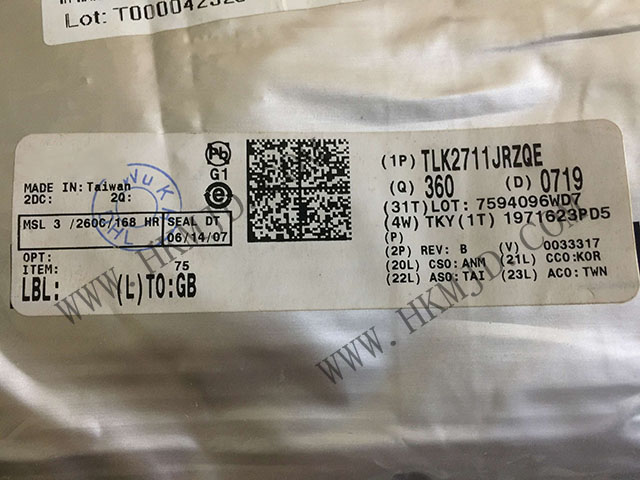 Lot:
G1
MADE IN: Taiwan
2DC: 2Q:
MSL 3 /260C/168 HR SEAL DT
06/14/07
OPT:
ITEM: 75
LBL: (L)TO:GB
(1P) TLK2711JRZQE
(Q) 360 (D) 0719
(31T)LOT: 7594096WD7
(4W) TKY(1T) 1971623PD5
(P)
(2P) REV: B (V) 0033317
(20L) CSO:ANM (21L) CCO:KOR
(22L) ASO:TAI (23L) ACO:TWN
WWW.HKMJD.COM
WWW.HKMJD.COM